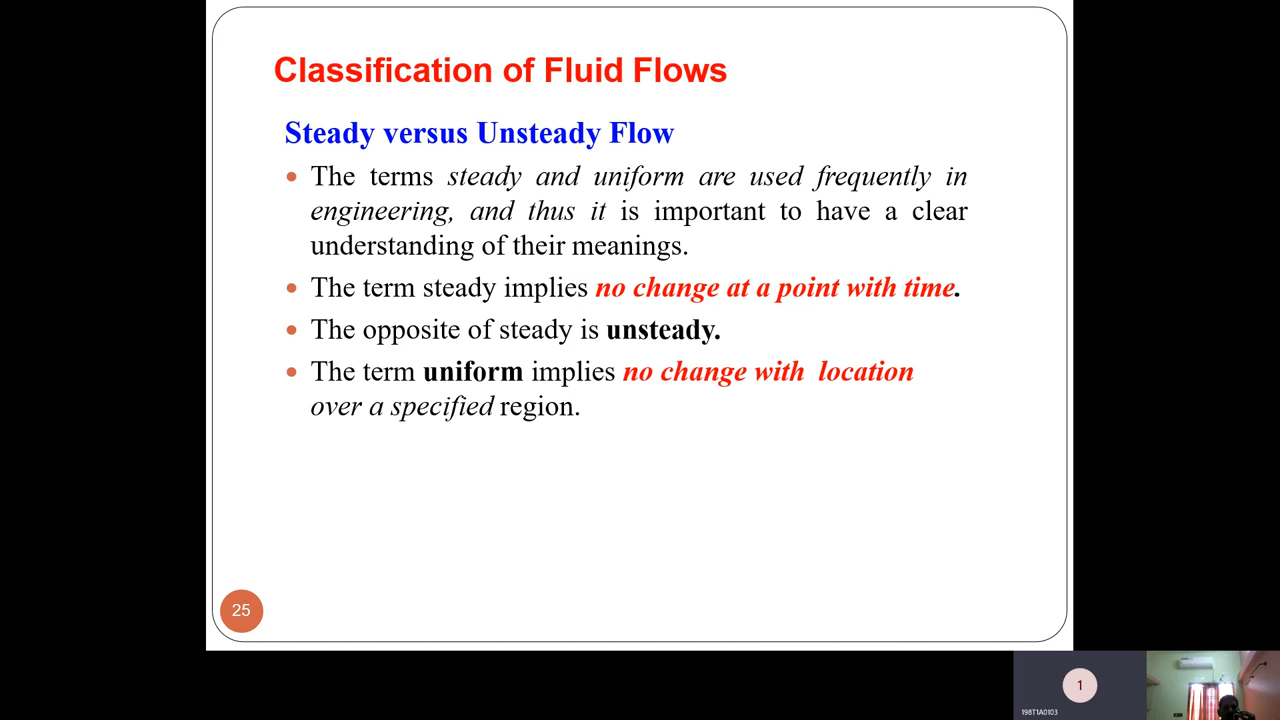 Classification of Fluid Flows
Steady versus Unsteady Flow
• The terms steady and uniform are used frequently in
engineering, and thus it is important to have a clear
understanding of their meanings.
• The term steady implies no change at a point with time.
• The opposite of steady is unsteady.
• The term uniform implies no change with location
over a specified region.
25
1
198T1A0103